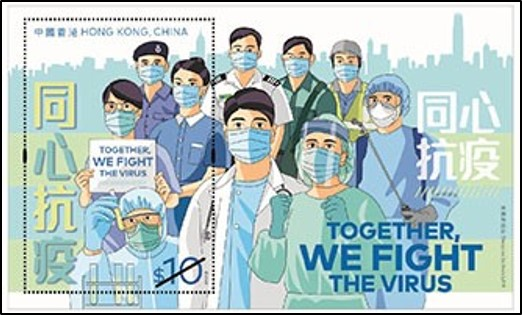 中國香港 HONG KONG, CHINA
同心抗疫
TOGETHER,
WE FIGHT
THE VIRUS
$10
同心
抗疫
TOGETHER,
WE FIGHT
THE VIRUS